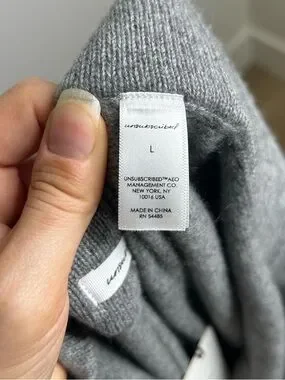 unsubscribed
L
UNSUBSCRIBED™AEO
MANAGEMENT CO.
NEW YORK, NY
10016 USA
MADE IN CHINA
RN 54485